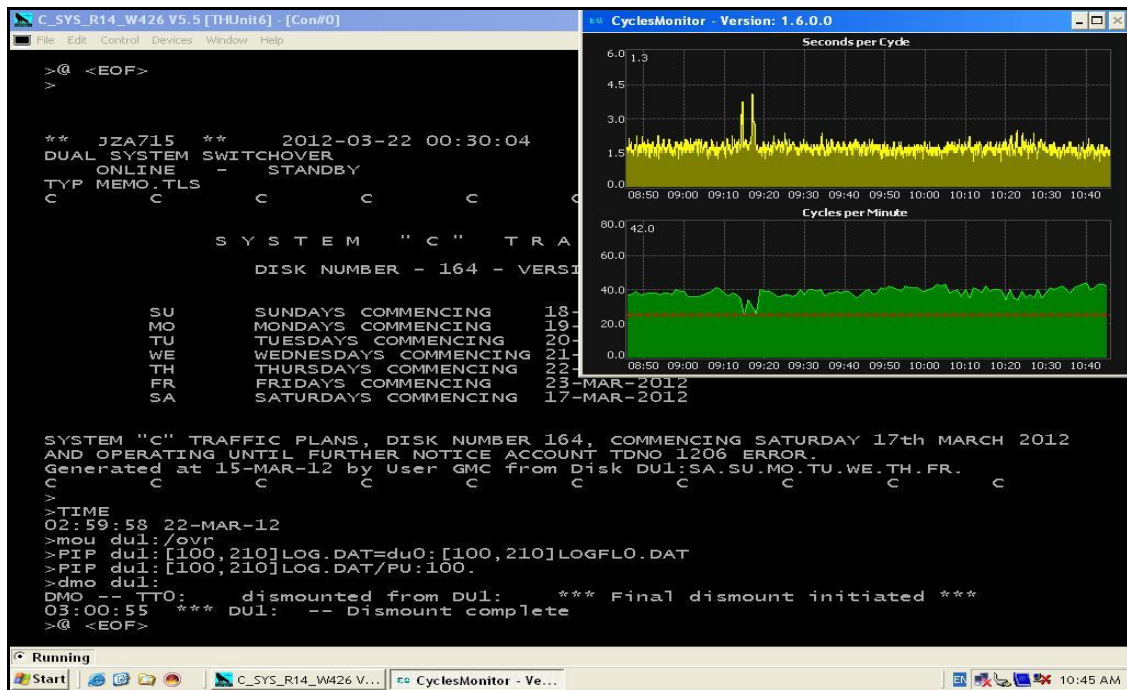 C_SYS_R14_W426 V5.5 [THUnit6] - [Con#0]
File Edit Control Devices Window Help
>@ <EOF>
>
** JZA715 ** 2012-03-22 00:30:04
DUAL SYSTEM SWITCHOVER
ONLINE - STANDBY
TYP MEMO.TLS
C C C C C C
S Y S T E M " C " T R A
DISK NUMBER - 164 - VERSI
SU SUNDAYS COMMENCING 18-
MO MONDAYS COMMENCING 19-
TU TUESDAYS COMMENCING 20-
WE WEDNESDAYS COMMENCING 21-
TH THURSDAYS COMMENCING 22-
FR FRIDAYS COMMENCING 23-MAR-2012
SA SATURDAYS COMMENCING 17-MAR-2012
SYSTEM "C" TRAFFIC PLANS, DISK NUMBER 164, COMMENCING SATURDAY 17th MARCH 2012
AND OPERATING UNTIL FURTHER NOTICE ACCOUNT TDNO 1206 ERROR.
Generated at 15-MAR-12 by User GMC from Disk DU1:SA.SU.MO.TU.WE.TH.FR.
C C C C C C C C C C
>
>TIME
02:59:58 22-MAR-12
>mou du1:/ovr
>PIP du1:[100,210]LOG.DAT=du0:[100,210]LOGFL0.DAT
>PIP du1:[100,210]LOG.DAT/PU:100.
>dmo du1:
DMO -- TT0: dismounted from DU1: *** Final dismount initiated ***
03:00:55 *** DU1: -- Dismount complete
>@ <EOF>
CyclesMonitor - Version: 1.6.0.0
Seconds per Cycle
6.0
1.3
4.5
3.0
1.5
0.0
08:50 09:00 09:10 09:20 09:30 09:40 09:50 10:00 10:10 10:20 10:30 10:40
Cycles per Minute
80.0
42.0
60.0
40.0
20.0
0.0
08:50 09:00 09:10 09:20 09:30 09:40 09:50 10:00 10:10 10:20 10:30 10:40
Running
Start
C_SYS_R14_W426 V...
CyclesMonitor - Ve...
EN
10:45 AM